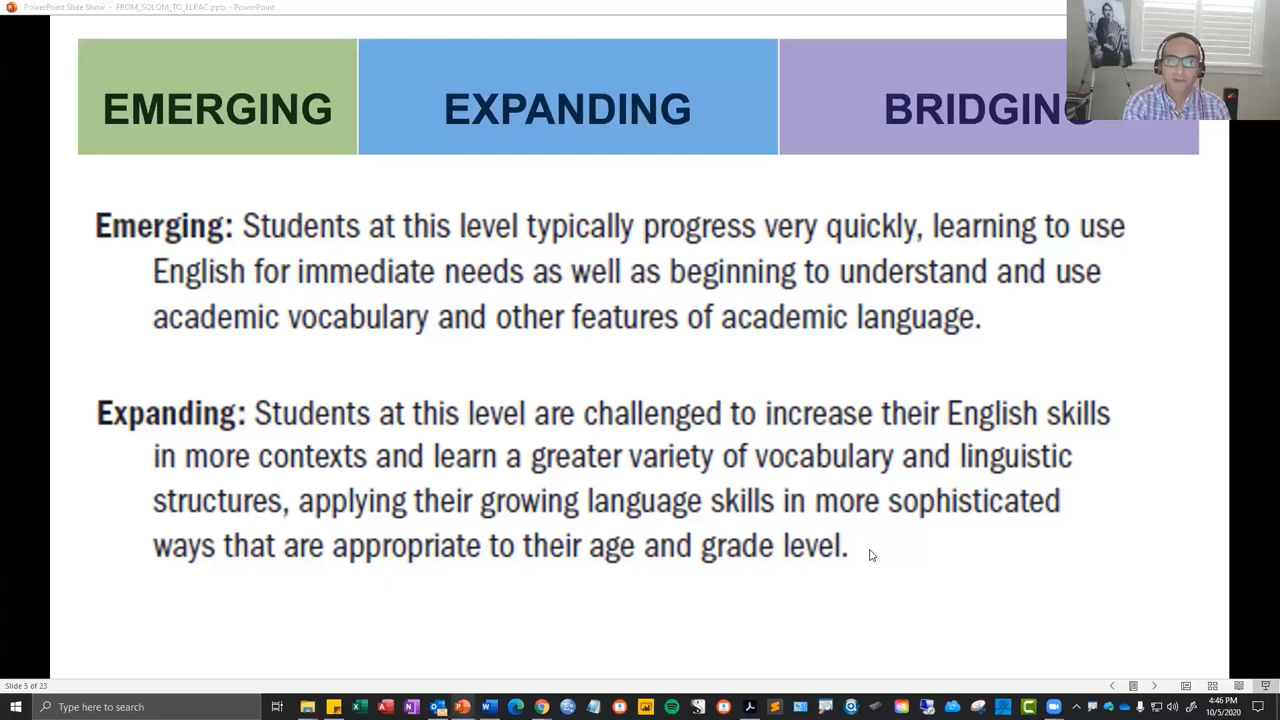 PowerPoint Slide Show - FROM_SOLOM_TO_ELPAC.pptx - PowerPoint
EMERGING EXPANDING BRIDGING
Emerging: Students at this level typically progress very quickly, learning to use
English for immediate needs as well as beginning to understand and use
academic vocabulary and other features of academic language.
Expanding: Students at this level are challenged to increase their English skills
in more contexts and learn a greater variety of vocabulary and linguistic
structures, applying their growing language skills in more sophisticated
ways that are appropriate to their age and grade level.
Slide 5 of 23
Type here to search
4:46 PM
10/5/2020